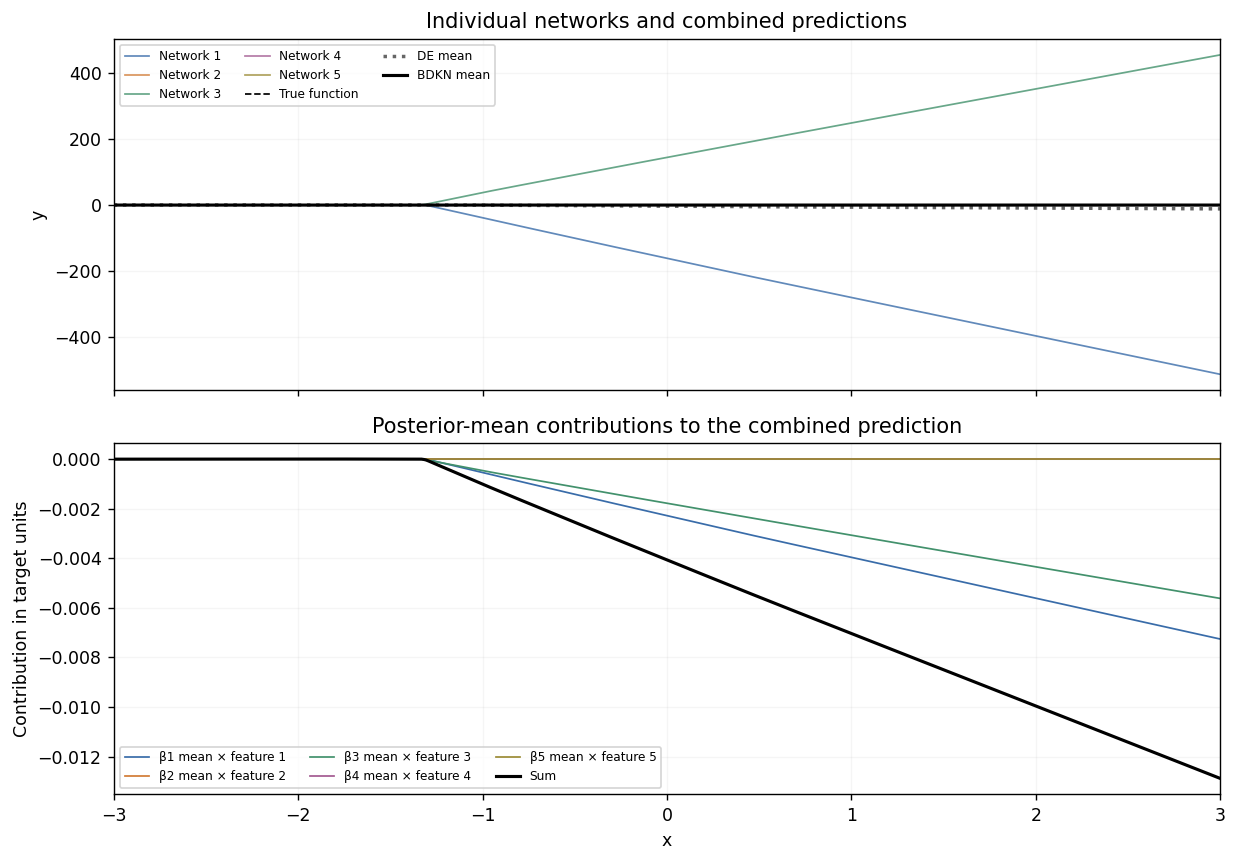 Individual networks and combined predictions
Network 1 Network 4 DE mean
Network 2 Network 5 BDKN mean
Network 3 True function
400
200
0
−200
−400
y
Posterior-mean contributions to the combined prediction
0.000
−0.002
−0.004
−0.006
−0.008
−0.010
−0.012
Contribution in target units
β1 mean × feature 1 β3 mean × feature 3 β5 mean × feature 5
β2 mean × feature 2 β4 mean × feature 4 Sum
−3 −2 −1 0 1 2 3
x